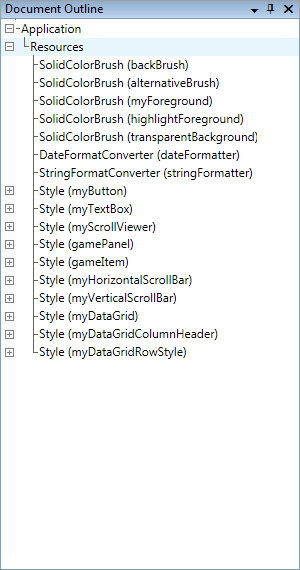 Document Outline
Application
Resources
SolidColorBrush (backBrush)
SolidColorBrush (alternativeBrush)
SolidColorBrush (myForeground)
SolidColorBrush (highlightForeground)
SolidColorBrush (transparentBackground)
DateFormatConverter (dateFormatter)
StringFormatConverter (stringFormatter)
Style (myButton)
Style (myTextBox)
Style (myScrollViewer)
Style (gamePanel)
Style (gameItem)
Style (myHorizontalScrollBar)
Style (myVerticalScrollBar)
Style (myDataGrid)
Style (myDataGridColumnHeader)
Style (myDataGridRowStyle)